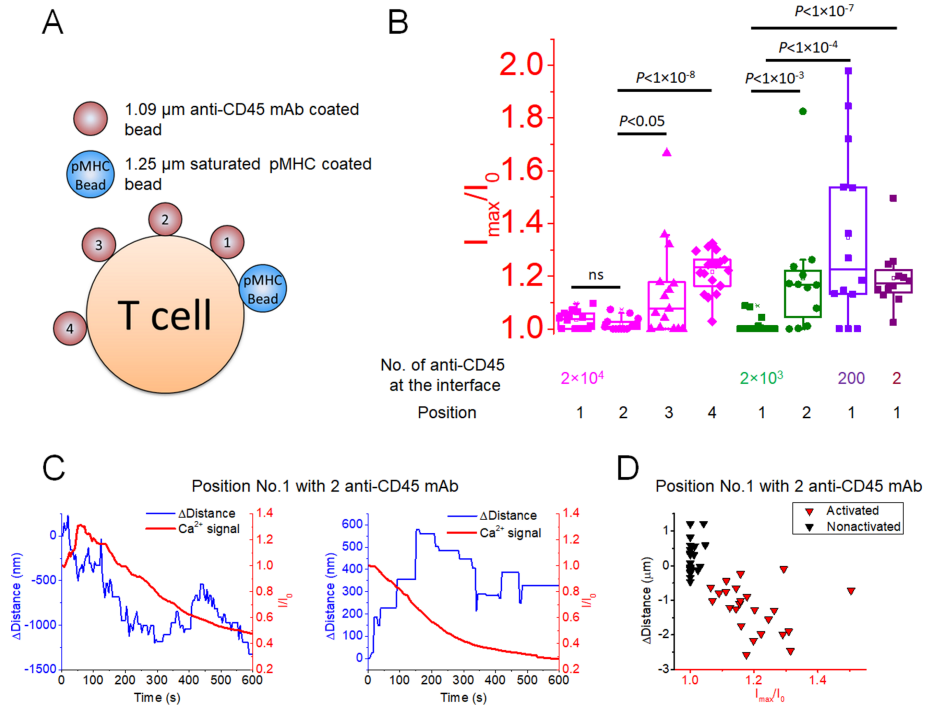 A
1.09 µm anti-CD45 mAb coated
bead
pMHC
Bead
1.25 µm saturated pMHC coated
bead
2
3
1
pMHC
Bead
T cell
4
B
P<1×10⁻⁷
P<1×10⁻⁴
P<1×10⁻⁸
P<1×10⁻³
P<0.05
ns
2.0
1.8
1.6
1.4
1.2
1.0
Imax/I0
No. of anti-CD45
at the interface
2×10⁴
2×10³
200
2
Position
1 2 3 4 1 2 1 1
C
Position No.1 with 2 anti-CD45 mAb
ΔDistance
Ca²⁺ signal
0
-500
-1000
-1500
ΔDistance (nm)
1.4
1.2
1.0
0.8
0.6
0.4
0.2
I/I0
0 100 200 300 400 500 600
Time (s)
ΔDistance
Ca²⁺ signal
600
500
400
300
200
100
0
ΔDistance (nm)
1.4
1.2
1.0
0.8
0.6
0.4
0.2
I/I0
0 100 200 300 400 500 600
Time (s)
D
Position No.1 with 2 anti-CD45 mAb
Activated
Nonactivated
1
0
-1
-2
-3
ΔDistance (µm)
1.0 1.2 1.4
Imax/I0